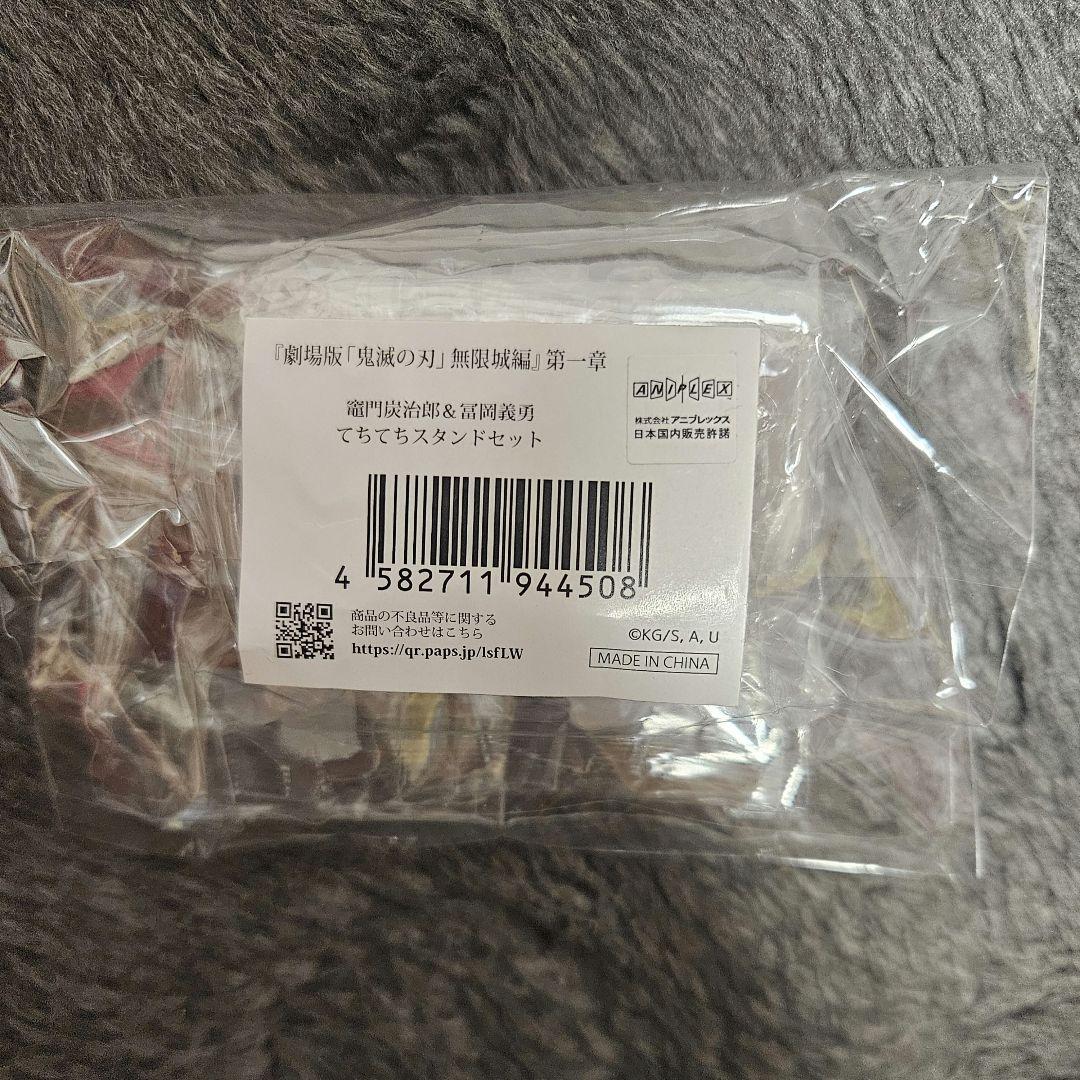 『劇場版「鬼滅の刃」無限城編』第一章
竈門炭治郎＆冨岡義勇
てちてちスタンドセット
ANIPLEX
株式会社アニプレックス
日本国内販売許諾
4 582711 944508
商品の不良品等に関する
お問い合わせはこちら
https://qr.paps.jp/lsfLW
©KG/S, A, U
MADE IN CHINA